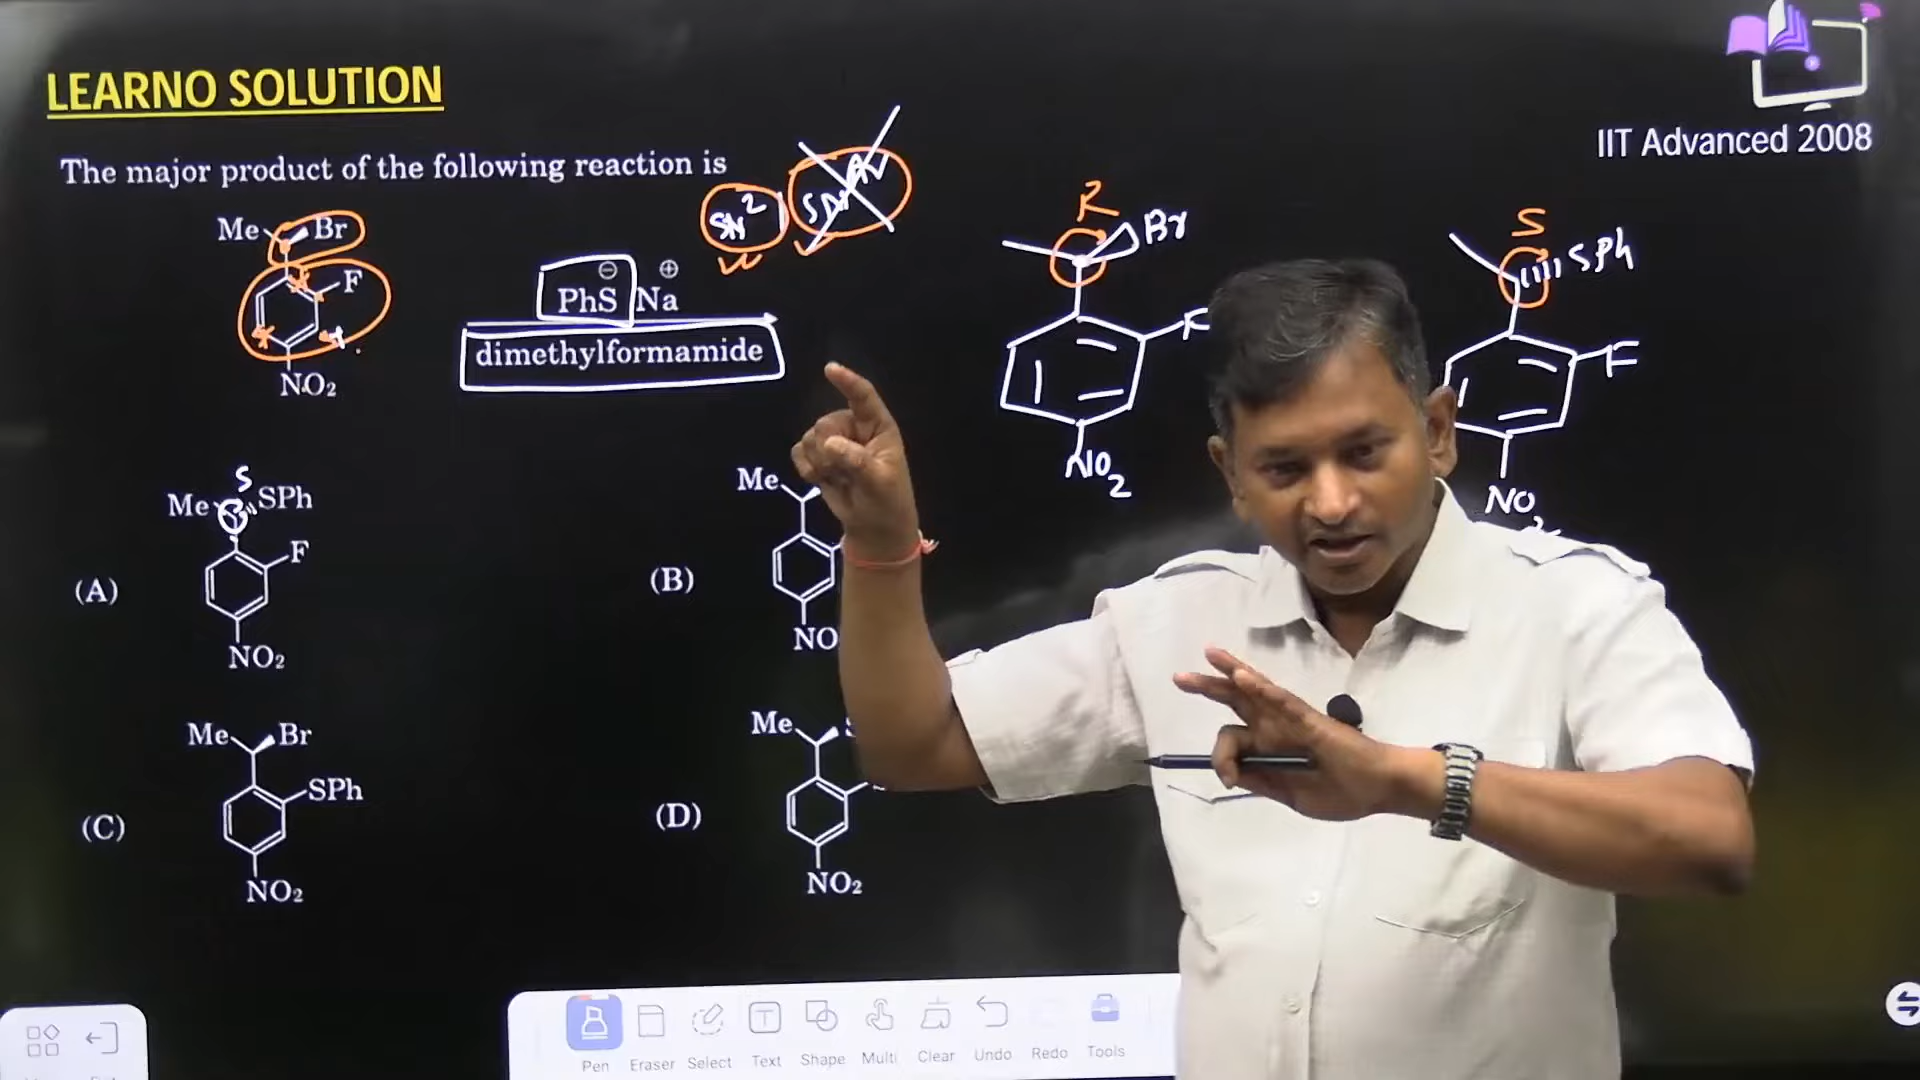 LEARNO SOLUTION
IIT Advanced 2008
The major product of the following reaction is
SN2
SNAr
Me
Br
F
NO2
PhS⊖ Na⊕
dimethylformamide
R
Br
F
NO2
S
SPh
F
NO
(A)
S
Me
SPh
F
NO2
(B)
Me
NO
(C)
Me
Br
SPh
NO2
(D)
Me
NO2
Pen
Eraser
Select
Text
Shape
Multi
Clear
Undo
Redo
Tools